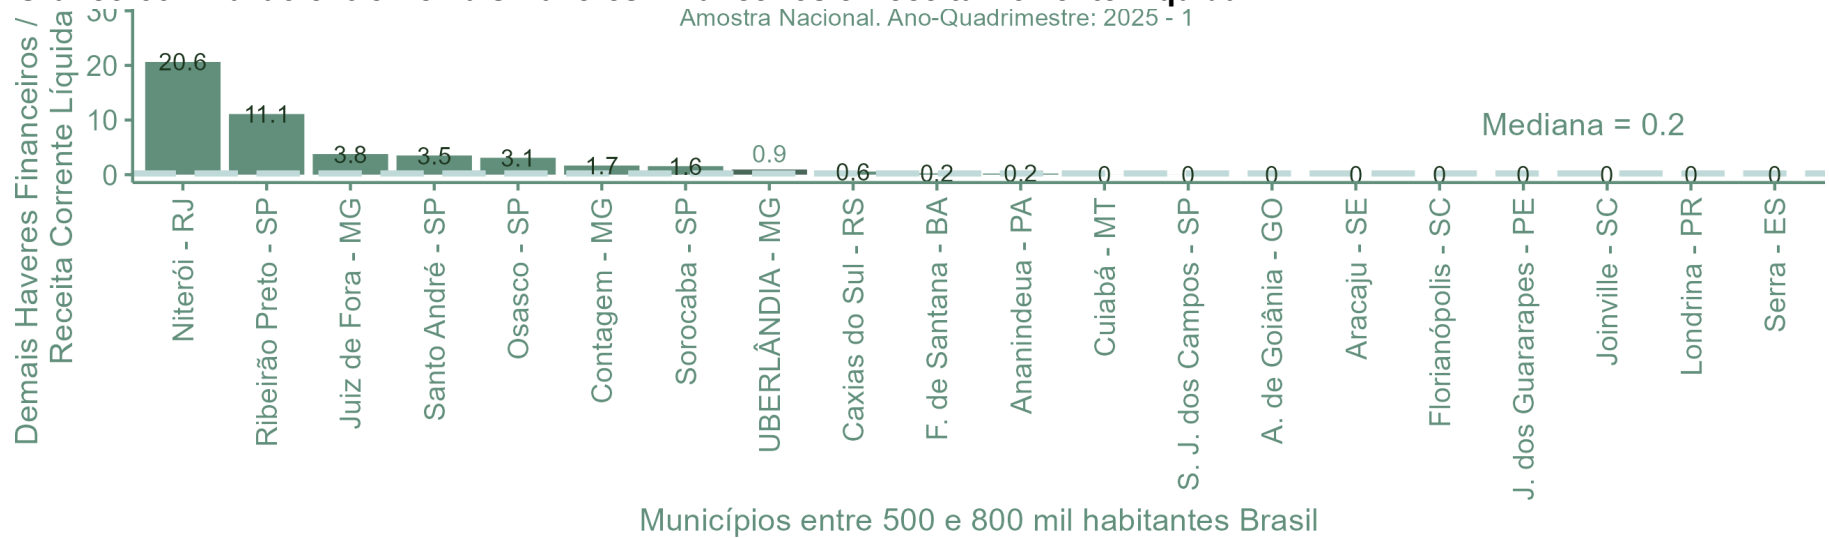 Amostra Nacional. Ano-Quadrimestre: 2025 - 1
Demais Haveres Financeiros /
Receita Corrente Líquida
30
20
10
0
20.6
11.1
3.8
3.5
3.1
1.7
1.6
0.9
0.6
0.2
0.2
0
0
0
0
0
0
0
0
0
Mediana = 0.2
Niterói - RJ
Ribeirão Preto - SP
Juiz de Fora - MG
Santo André - SP
Osasco - SP
Contagem - MG
Sorocaba - SP
UBERLÂNDIA - MG
Caxias do Sul - RS
F. de Santana - BA
Ananindeua - PA
Cuiabá - MT
S. J. dos Campos - SP
A. de Goiânia - GO
Aracaju - SE
Florianópolis - SC
J. dos Guararapes - PE
Joinville - SC
Londrina - PR
Serra - ES
Municípios entre 500 e 800 mil habitantes Brasil